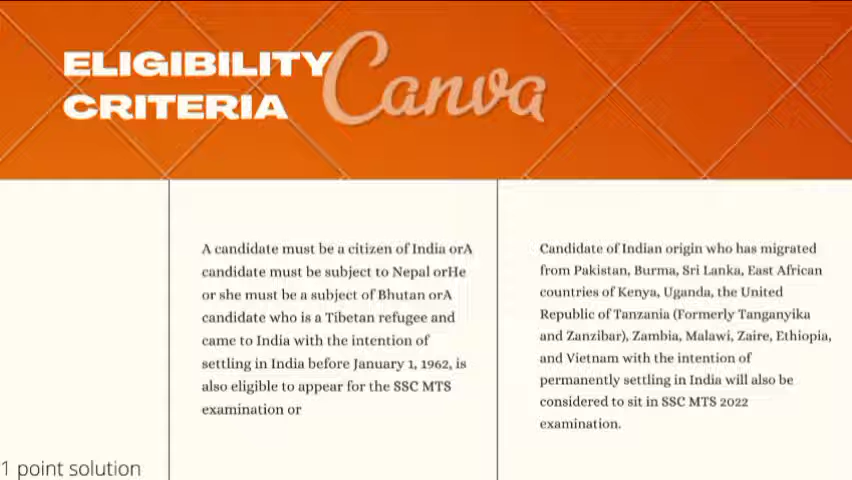 ELIGIBILITY
CRITERIA
Canva
A candidate must be a citizen of India orA
candidate must be subject to Nepal orHe
or she must be a subject of Bhutan orA
candidate who is a Tibetan refugee and
came to India with the intention of
settling in India before January 1, 1962, is
also eligible to appear for the SSC MTS
examination or
Candidate of Indian origin who has migrated
from Pakistan, Burma, Sri Lanka, East African
countries of Kenya, Uganda, the United
Republic of Tanzania (Formerly Tanganyika
and Zanzibar), Zambia, Malawi, Zaire, Ethiopia,
and Vietnam with the intention of
permanently settling in India will also be
considered to sit in SSC MTS 2022
examination.
1 point solution